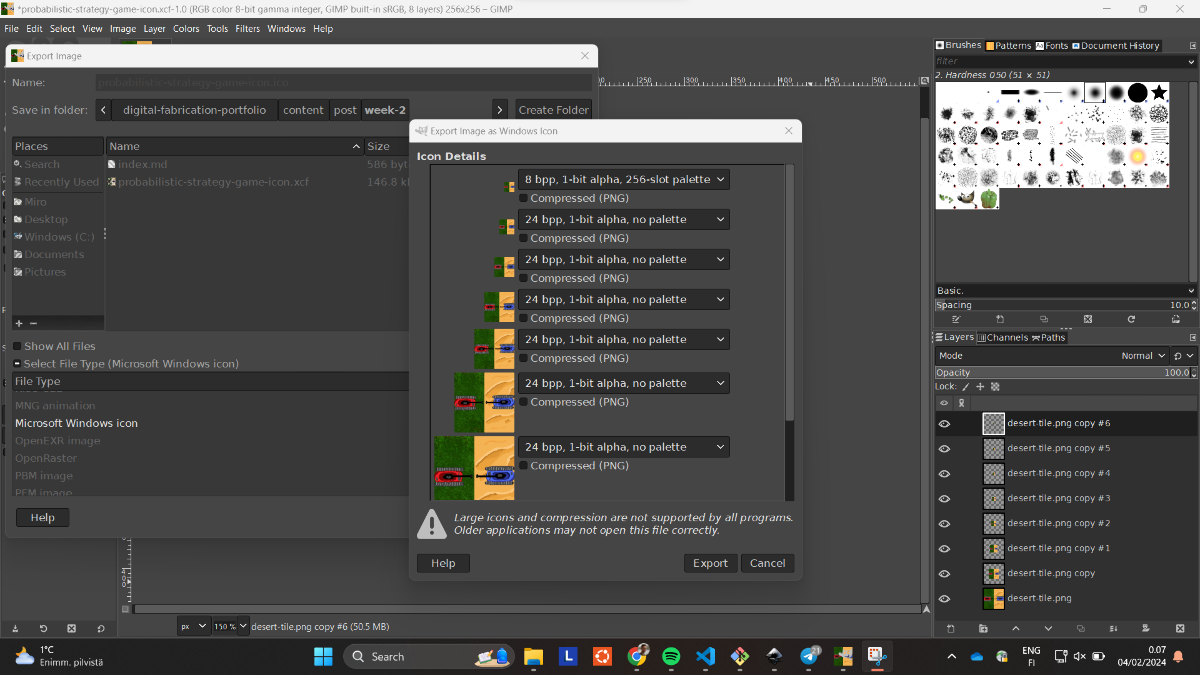 *probabilistic-strategy-game-icon.xct-1.0 (RGB color 8-bit gamma integer, GIMP built-in sRGB, 8 layers) 256x256 – GIMP
File Edit Select View Image Layer Colors Tools Filters Windows Help
Export Image
Name: probabilistic-strategy-game-icon.ico
Save in folder: digital-fabrication-portfolio content post week-2 Create Folder
Places Name Size
Search index.md 586 byt
Recently Used probabilistic-strategy-game-icon.xcf 146.8 k
Miro
Desktop
Windows (C:)
Documents
Pictures
Show All Files
Select File Type (Microsoft Windows icon)
File Type
MNG animation
Microsoft Windows icon
OpenEXR image
OpenRaster
PBM image
PFM image
Help
250 300 350 400 450 500
Export Image as Windows Icon
Icon Details
8 bpp, 1-bit alpha, 256-slot palette
Compressed (PNG)
24 bpp, 1-bit alpha, no palette
Compressed (PNG)
24 bpp, 1-bit alpha, no palette
Compressed (PNG)
24 bpp, 1-bit alpha, no palette
Compressed (PNG)
24 bpp, 1-bit alpha, no palette
Compressed (PNG)
24 bpp, 1-bit alpha, no palette
Compressed (PNG)
24 bpp, 1-bit alpha, no palette
Compressed (PNG)
Large icons and compression are not supported by all programs.
Older applications may not open this file correctly.
Help Export Cancel
Brushes Patterns Fonts Document History
filter
2. Hardness 050 (51 × 51)
Basic,
Spacing 10.0
Layers Channels Paths
Mode Normal
Opacity 100.0
Lock:
desert-tile.png copy #6
desert-tile.png copy #5
desert-tile.png copy #4
desert-tile.png copy #3
desert-tile.png copy #2
desert-tile.png copy #1
desert-tile.png copy
desert-tile.png
px 150 % desert-tile.png copy #6 (50.5 MB)
1°C
Enimm. pilvistä
Search
L
21
ENG
FI
0.07
04/02/2024